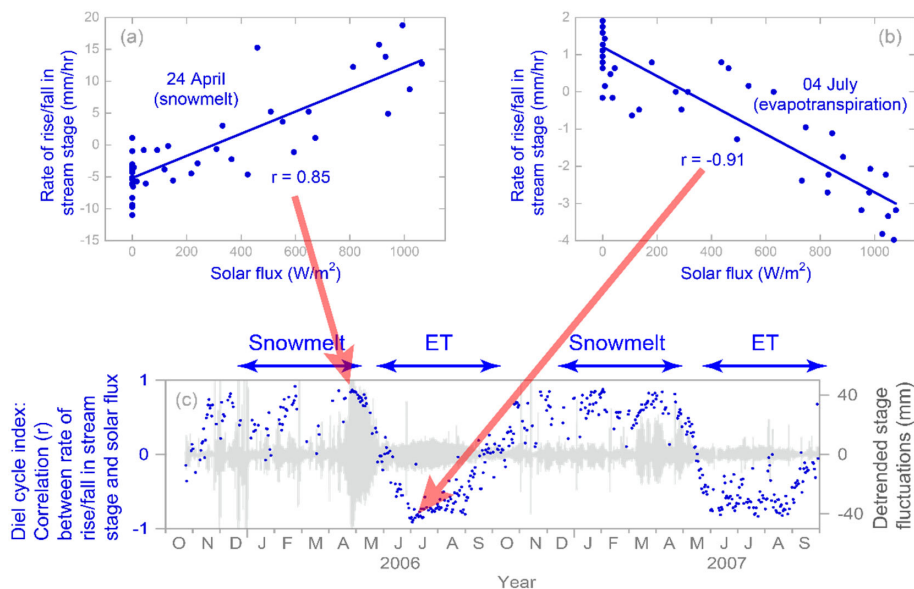 (a)
20
15
10
5
0
-5
-10
-15
Rate of rise/fall in
stream stage (mm/hr)
24 April
(snowmelt)
r = 0.85
0 200 400 600 800 1000
Solar flux (W/m²)
(b)
2
1
0
-1
-2
-3
-4
Rate of rise/fall in
stream stage (mm/hr)
04 July
(evapotranspiration)
r = -0.91
0 200 400 600 800 1000
Solar flux (W/m²)
Snowmelt ET Snowmelt ET
(c)
1
0
-1
Diel cycle index:
Correlation (r)
between rate of
rise/fall in stream
stage and solar flux
40
0
-40
Detrended stage
fluctuations (mm)
O N D J F M A M J J A S O N D J F M A M J J A S
2006 2007
Year